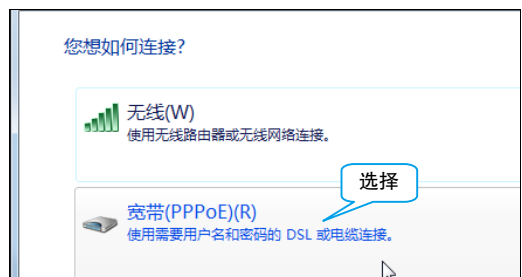 您想如何连接?
无线(W)
使用无线路由器或无线网络连接。
选择
宽带(PPPoE)(R)
使用需要用户名和密码的 DSL 或电缆连接。